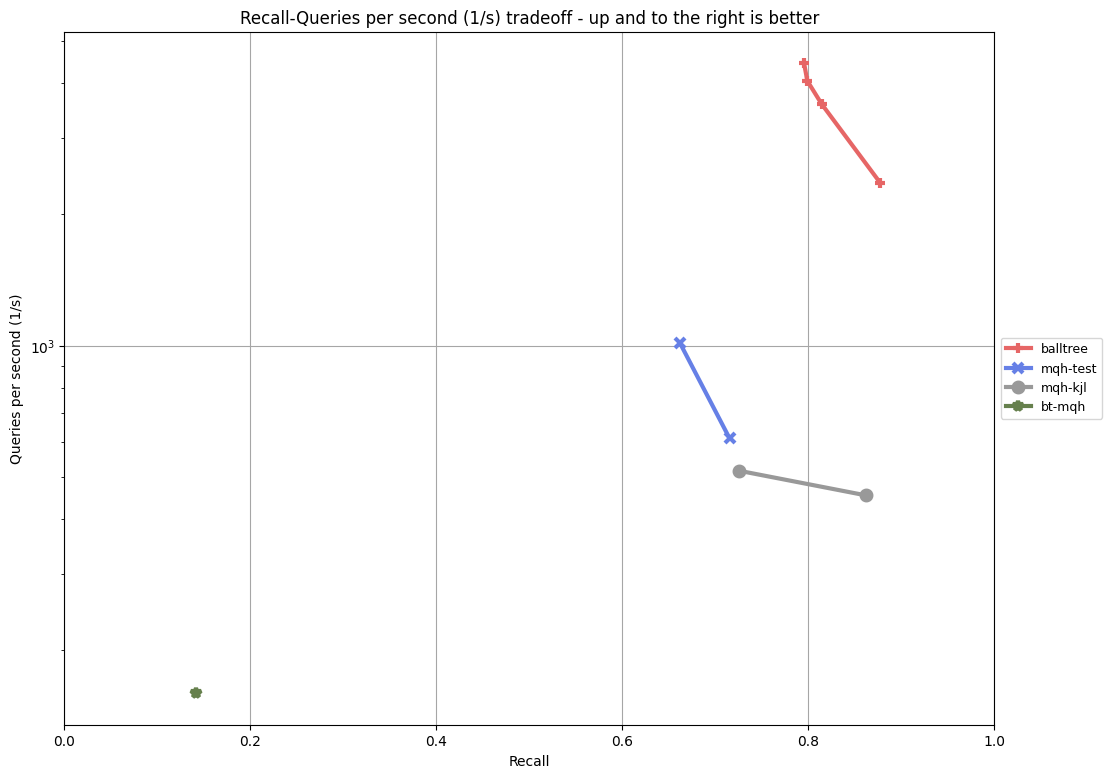 Recall-Queries per second (1/s) tradeoff - up and to the right is better
Queries per second (1/s)
10³
0.0 0.2 0.4 0.6 0.8 1.0
Recall
balltree
mqh-test
mqh-kjl
bt-mqh